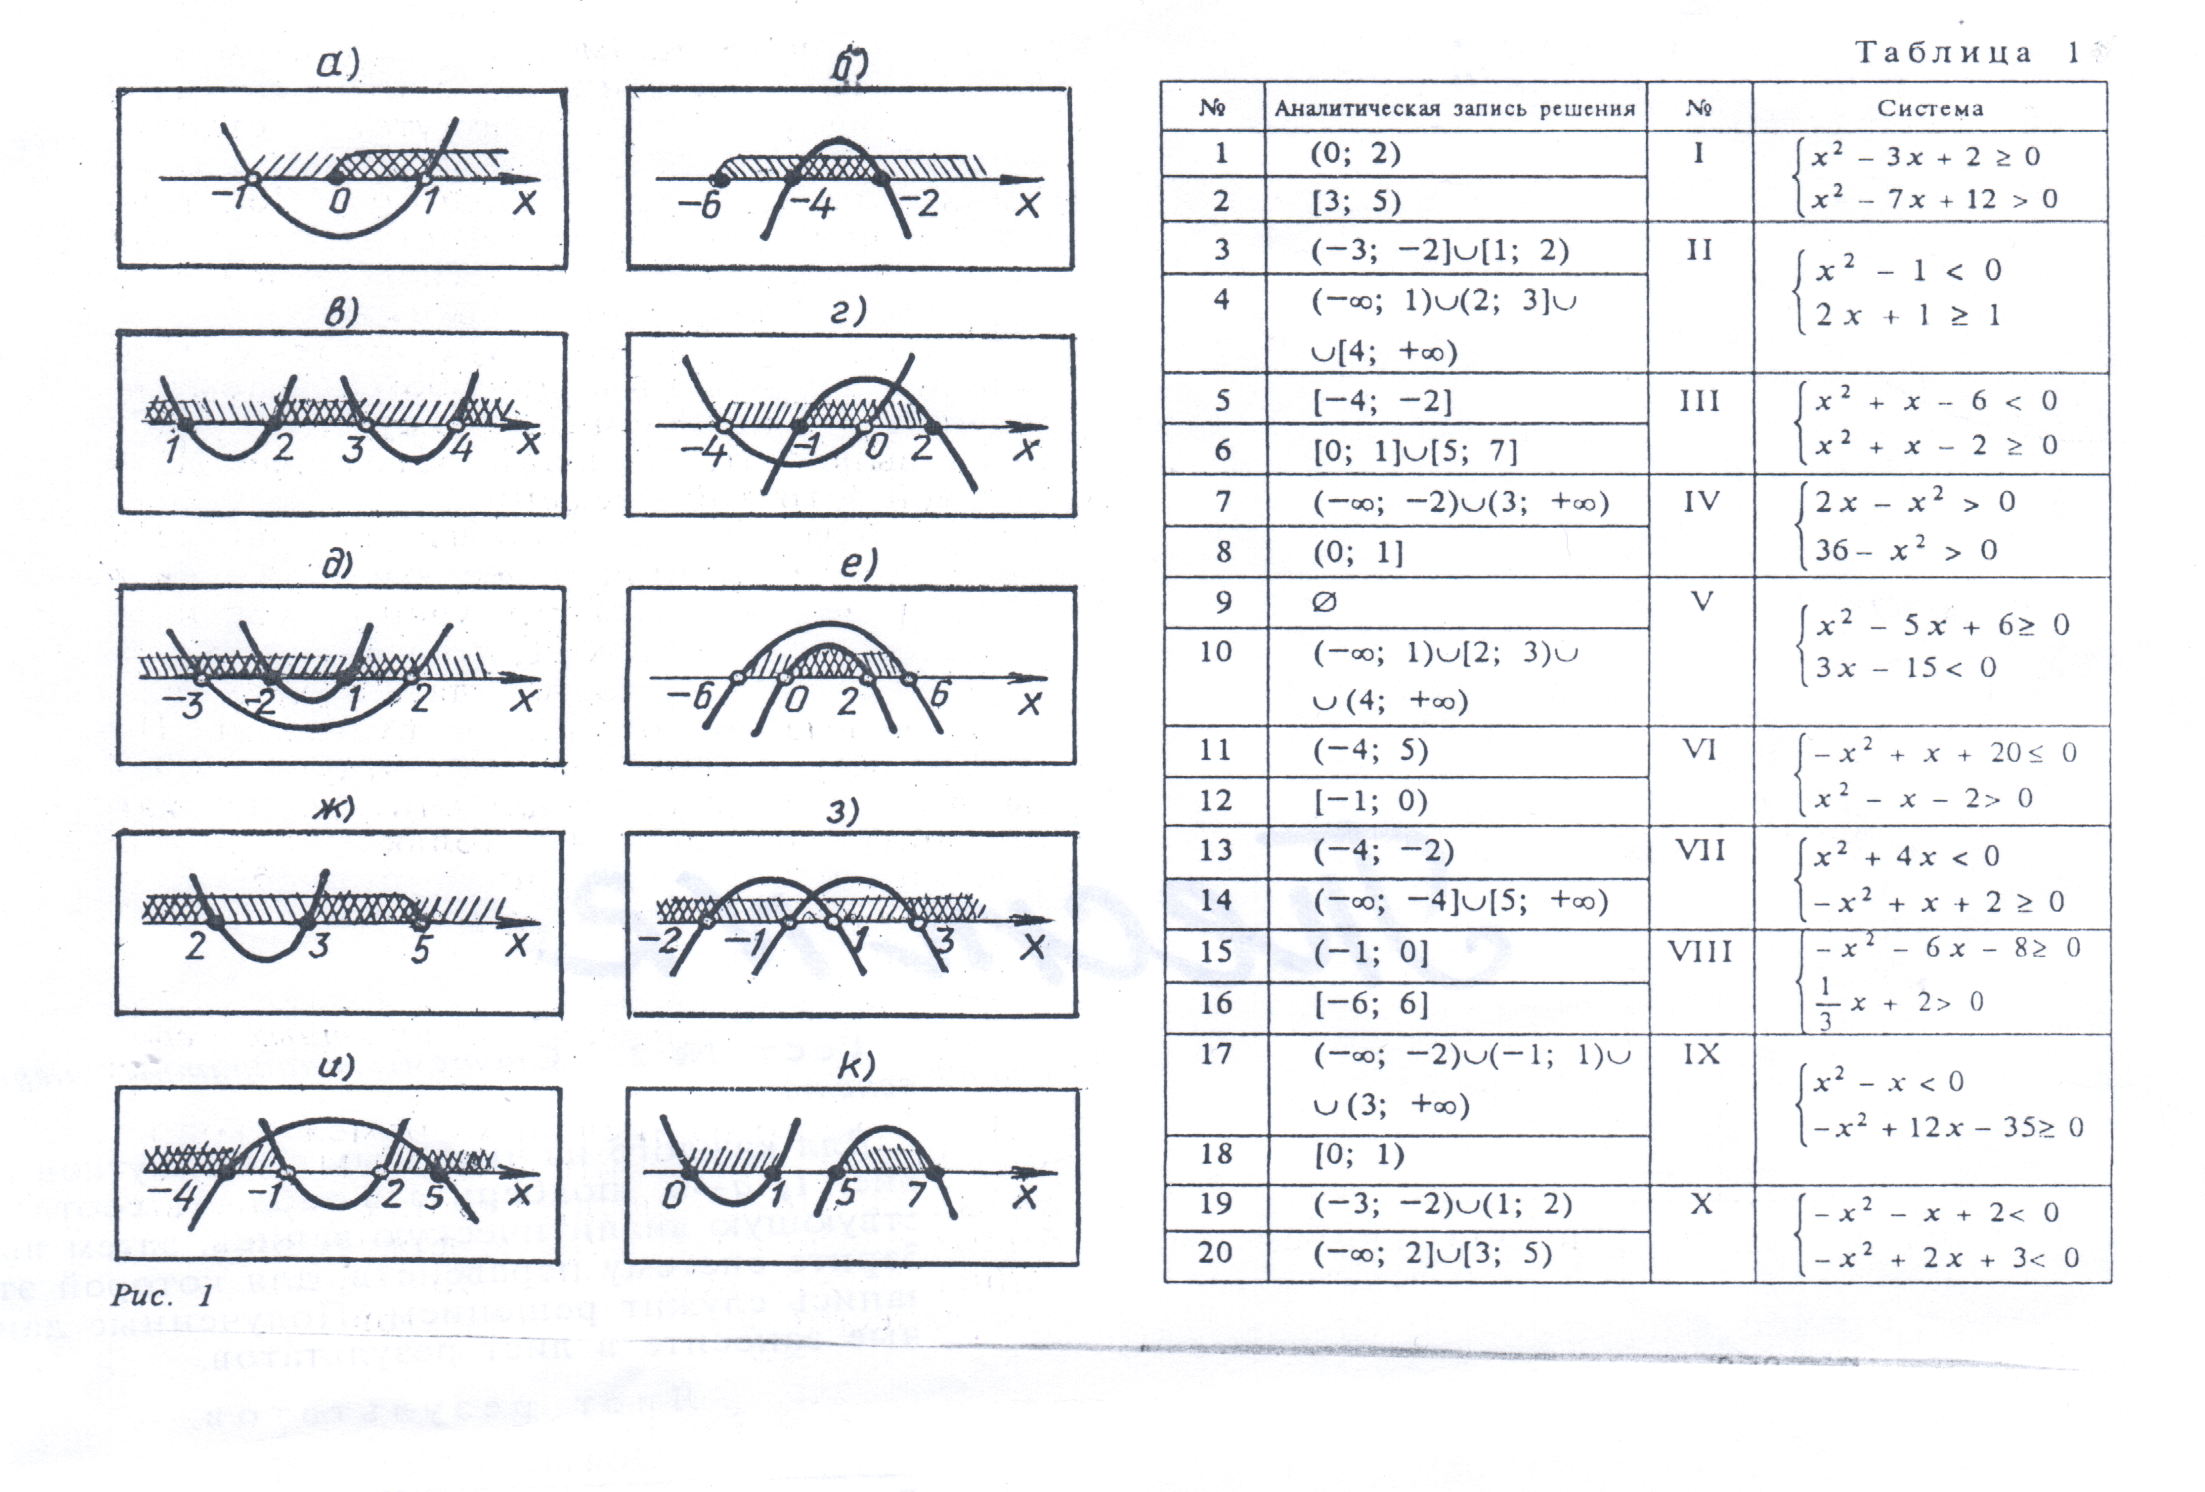 а)
-1 0 1 x
б)
-6 -4 -2 x
в)
1 2 3 4 x
г)
-4 -1 0 2 x
д)
-3 -2 1 2 x
е)
-6 0 2 6 x
ж)
2 3 5 x
з)
-2 -1 1 3 x
и)
-4 -1 2 5 x
к)
0 1 5 7 x
Рис. 1
Таблица 1
№ Аналитическая запись решения № Система
1 (0; 2) I x² − 3x + 2 ≥ 0
2 [3; 5) x² − 7x + 12 > 0
3 (−3; −2]∪[1; 2) II x² − 1 < 0
4 (−∞; 1)∪(2; 3]∪ 2x + 1 ≥ 1
∪[4; +∞)
5 [−4; −2] III x² + x − 6 < 0
6 [0; 1]∪[5; 7] x² + x − 2 ≥ 0
7 (−∞; −2)∪(3; +∞) IV 2x − x² > 0
8 (0; 1] 36 − x² > 0
9 ∅ V x² − 5x + 6 ≥ 0
10 (−∞; 1)∪[2; 3)∪ 3x − 15 < 0
∪(4; +∞)
11 (−4; 5) VI −x² + x + 20 ≤ 0
12 [−1; 0) x² − x − 2 > 0
13 (−4; −2) VII x² + 4x < 0
14 (−∞; −4]∪[5; +∞) −x² + x + 2 ≥ 0
15 (−1; 0] VIII −x² − 6x − 8 ≥ 0
16 [−6; 6] 1/3 x + 2 > 0
17 (−∞; −2)∪(−1; 1)∪ IX x² − x < 0
∪(3; +∞) −x² + 12x − 35 ≥ 0
18 [0; 1)
19 (−3; −2)∪(1; 2) X −x² − x + 2 < 0
20 (−∞; 2]∪[3; 5) −x² + 2x + 3 < 0